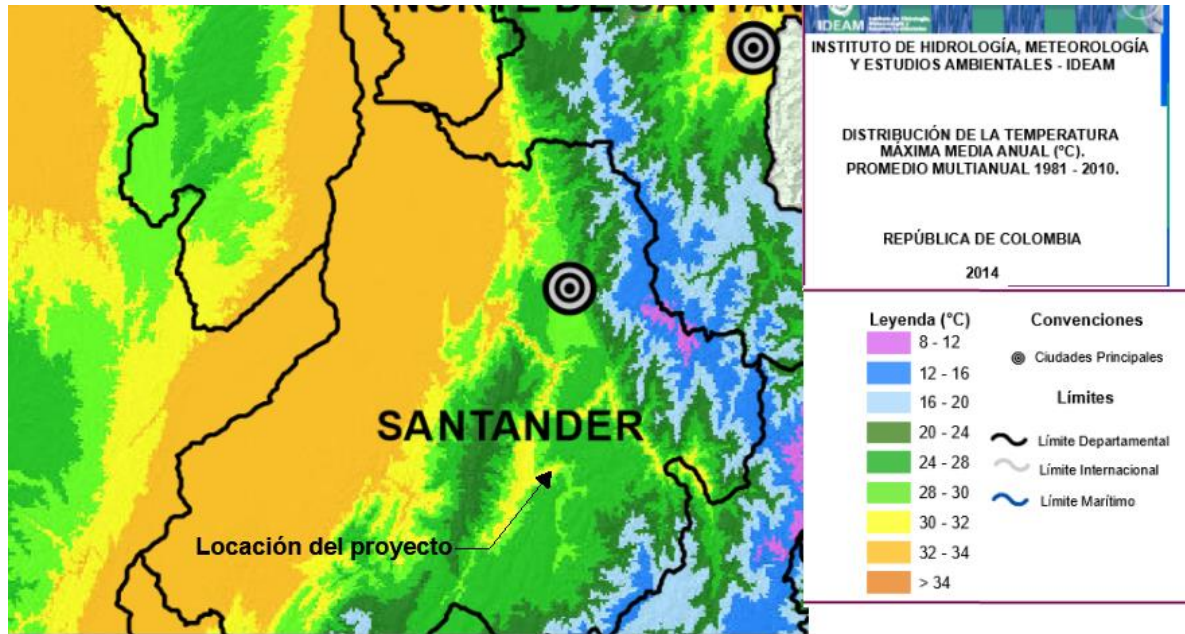 NORTE DE SANTAN
SANTANDER
Locación del proyecto
IDEAM
INSTITUTO DE HIDROLOGÍA, METEOROLOGÍA
Y ESTUDIOS AMBIENTALES - IDEAM
DISTRIBUCIÓN DE LA TEMPERATURA
MÁXIMA MEDIA ANUAL (°C).
PROMEDIO MULTIANUAL 1981 - 2010.
REPÚBLICA DE COLOMBIA
2014
Leyenda (°C)
8 - 12
12 - 16
16 - 20
20 - 24
24 - 28
28 - 30
30 - 32
32 - 34
> 34
Convenciones
Ciudades Principales
Límites
Límite Departamental
Límite Internacional
Límite Marítimo